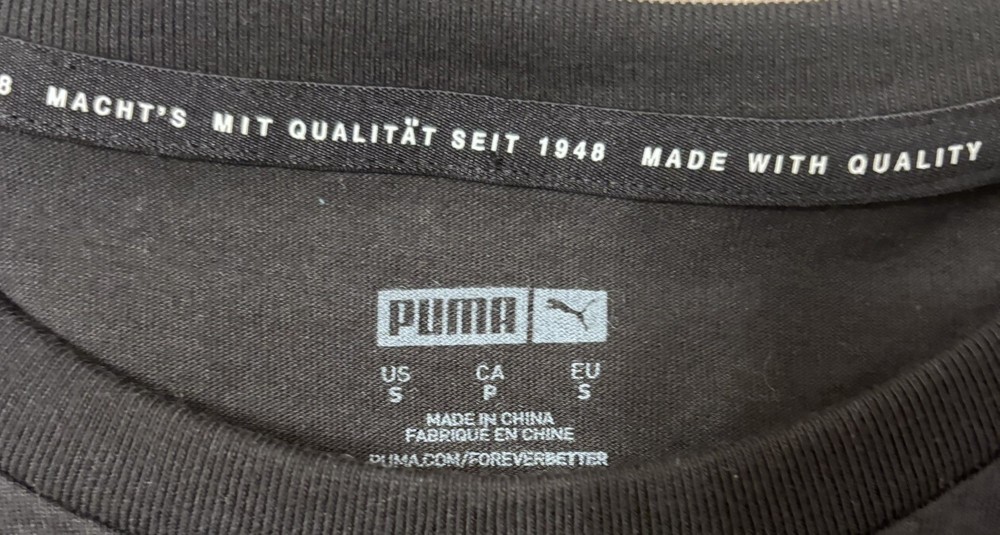 8 MACHT'S MIT QUALITÄT SEIT 1948 MADE WITH QUALITY
PUMA
US CA EU
S P S
MADE IN CHINA
FABRIQUÉ EN CHINE
PUMA.COM/FOREVERBETTER